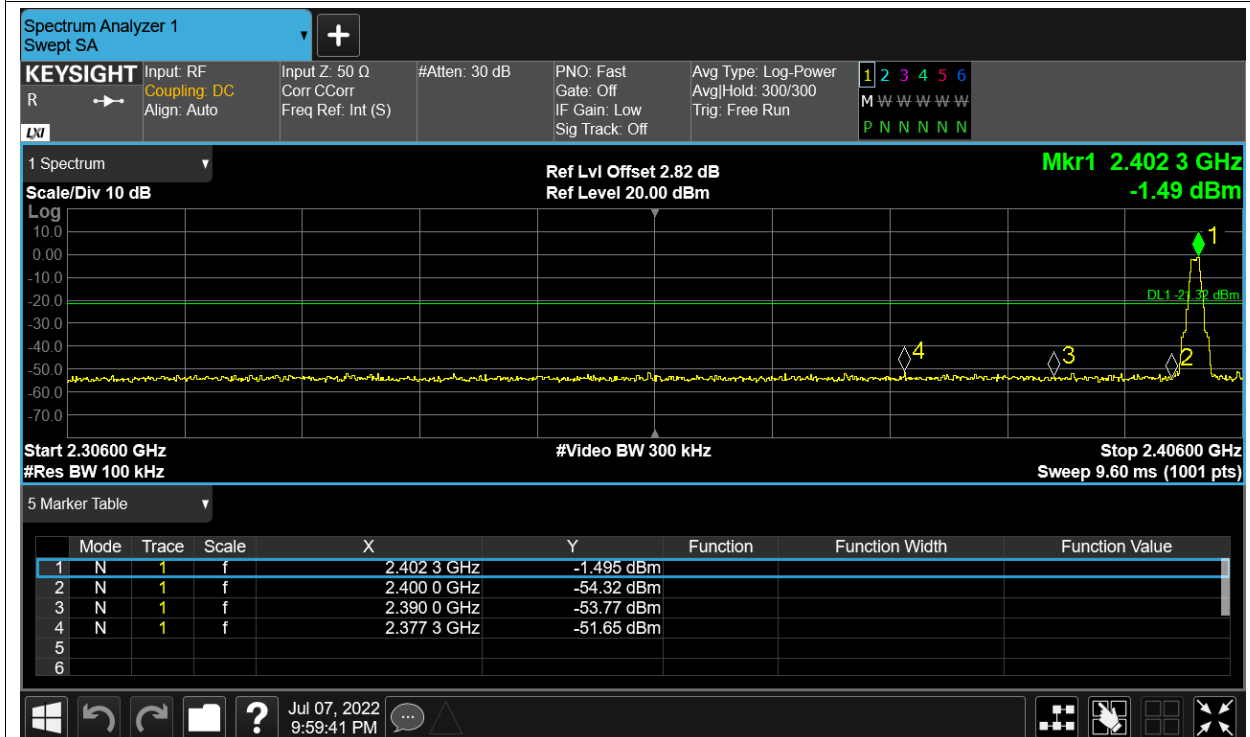 Spectrum Analyzer 1
Swept SA
+
KEYSIGHT Input: RF Input Z: 50 Ω #Atten: 30 dB PNO: Fast Avg Type: Log-Power 1 2 3 4 5 6
R Coupling: DC Corr CCorr Gate: Off Avg|Hold: 300/300 M W W W W W
Align: Auto Freq Ref: Int (S) IF Gain: Low Trig: Free Run
LXI Sig Track: Off P N N N N N
1 Spectrum Ref Lvl Offset 2.82 dB Mkr1 2.402 3 GHz
Scale/Div 10 dB Ref Level 20.00 dBm -1.49 dBm
Log
10.0 1
0.00
-10.0
-20.0 DL1 -21.32 dBm
-30.0
-40.0 4 3 2
-50.0
-60.0
-70.0
Start 2.30600 GHz #Video BW 300 kHz Stop 2.40600 GHz
#Res BW 100 kHz Sweep 9.60 ms (1001 pts)
5 Marker Table
Mode Trace Scale X Y Function Function Width Function Value
1 N 1 f 2.402 3 GHz -1.495 dBm
2 N 1 f 2.400 0 GHz -54.32 dBm
3 N 1 f 2.390 0 GHz -53.77 dBm
4 N 1 f 2.377 3 GHz -51.65 dBm
5
6
? Jul 07, 2022
9:59:41 PM